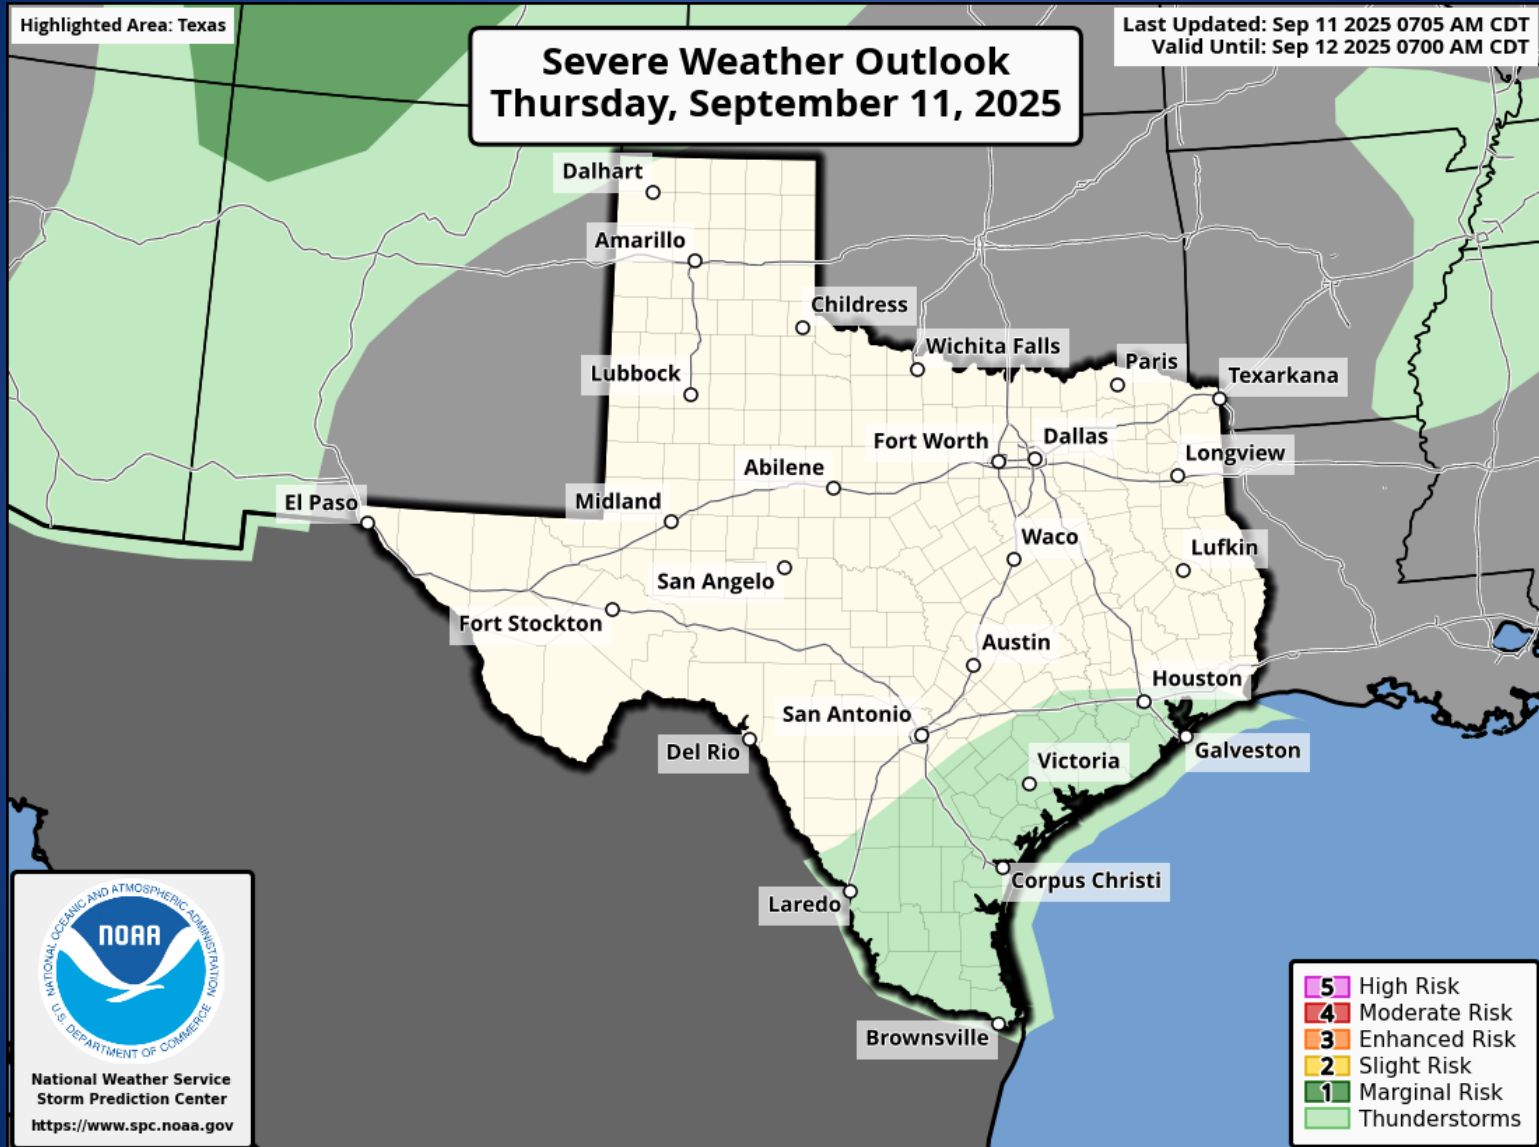 Highlighted Area: Texas
Severe Weather Outlook
Thursday, September 11, 2025
Last Updated: Sep 11 2025 0705 AM CDT
Valid Until: Sep 12 2025 0700 AM CDT
Dalhart
Amarillo
Childress
Wichita Falls
Paris
Texarkana
Lubbock
Fort Worth
Dallas
Longview
Abilene
El Paso
Midland
Waco
Lufkin
San Angelo
Fort Stockton
Austin
Houston
San Antonio
Del Rio
Galveston
Victoria
Corpus Christi
Laredo
Brownsville
NATIONAL OCEANIC AND ATMOSPHERIC ADMINISTRATION
NOAA
U.S. DEPARTMENT OF COMMERCE
National Weather Service
Storm Prediction Center
https://www.spc.noaa.gov
5 High Risk
4 Moderate Risk
3 Enhanced Risk
2 Slight Risk
1 Marginal Risk
Thunderstorms